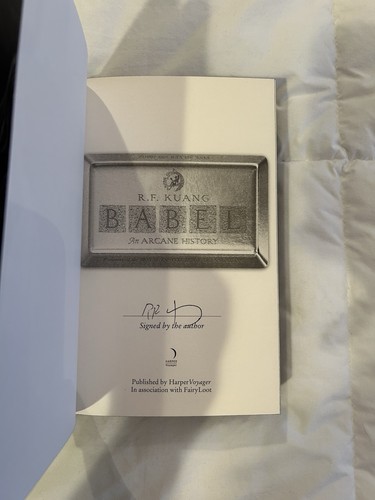 R.F. KUANG
BABEL
An ARCANE HISTORY
Signed by the author
Published by HarperVoyager
In association with FairyLoot